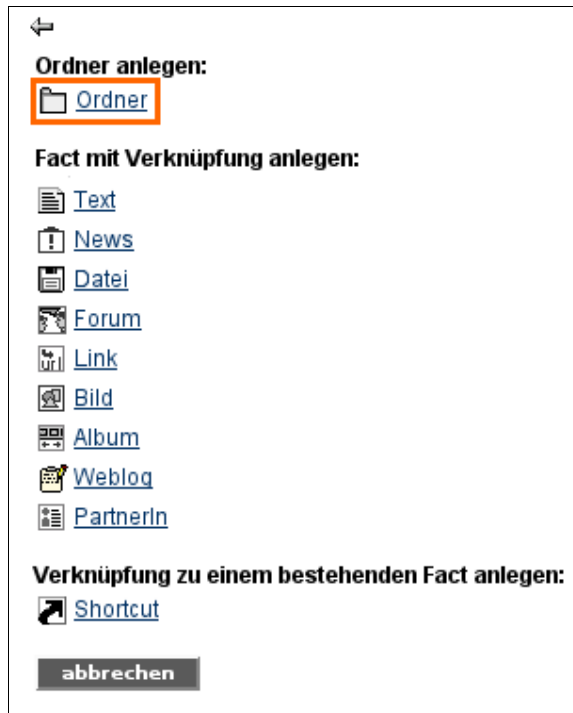 Ordner anlegen:
Ordner
Fact mit Verknüpfung anlegen:
Text
News
Datei
Forum
url Link
Bild
Album
Weblog
PartnerIn
Verknüpfung zu einem bestehenden Fact anlegen:
Shortcut
abbrechen